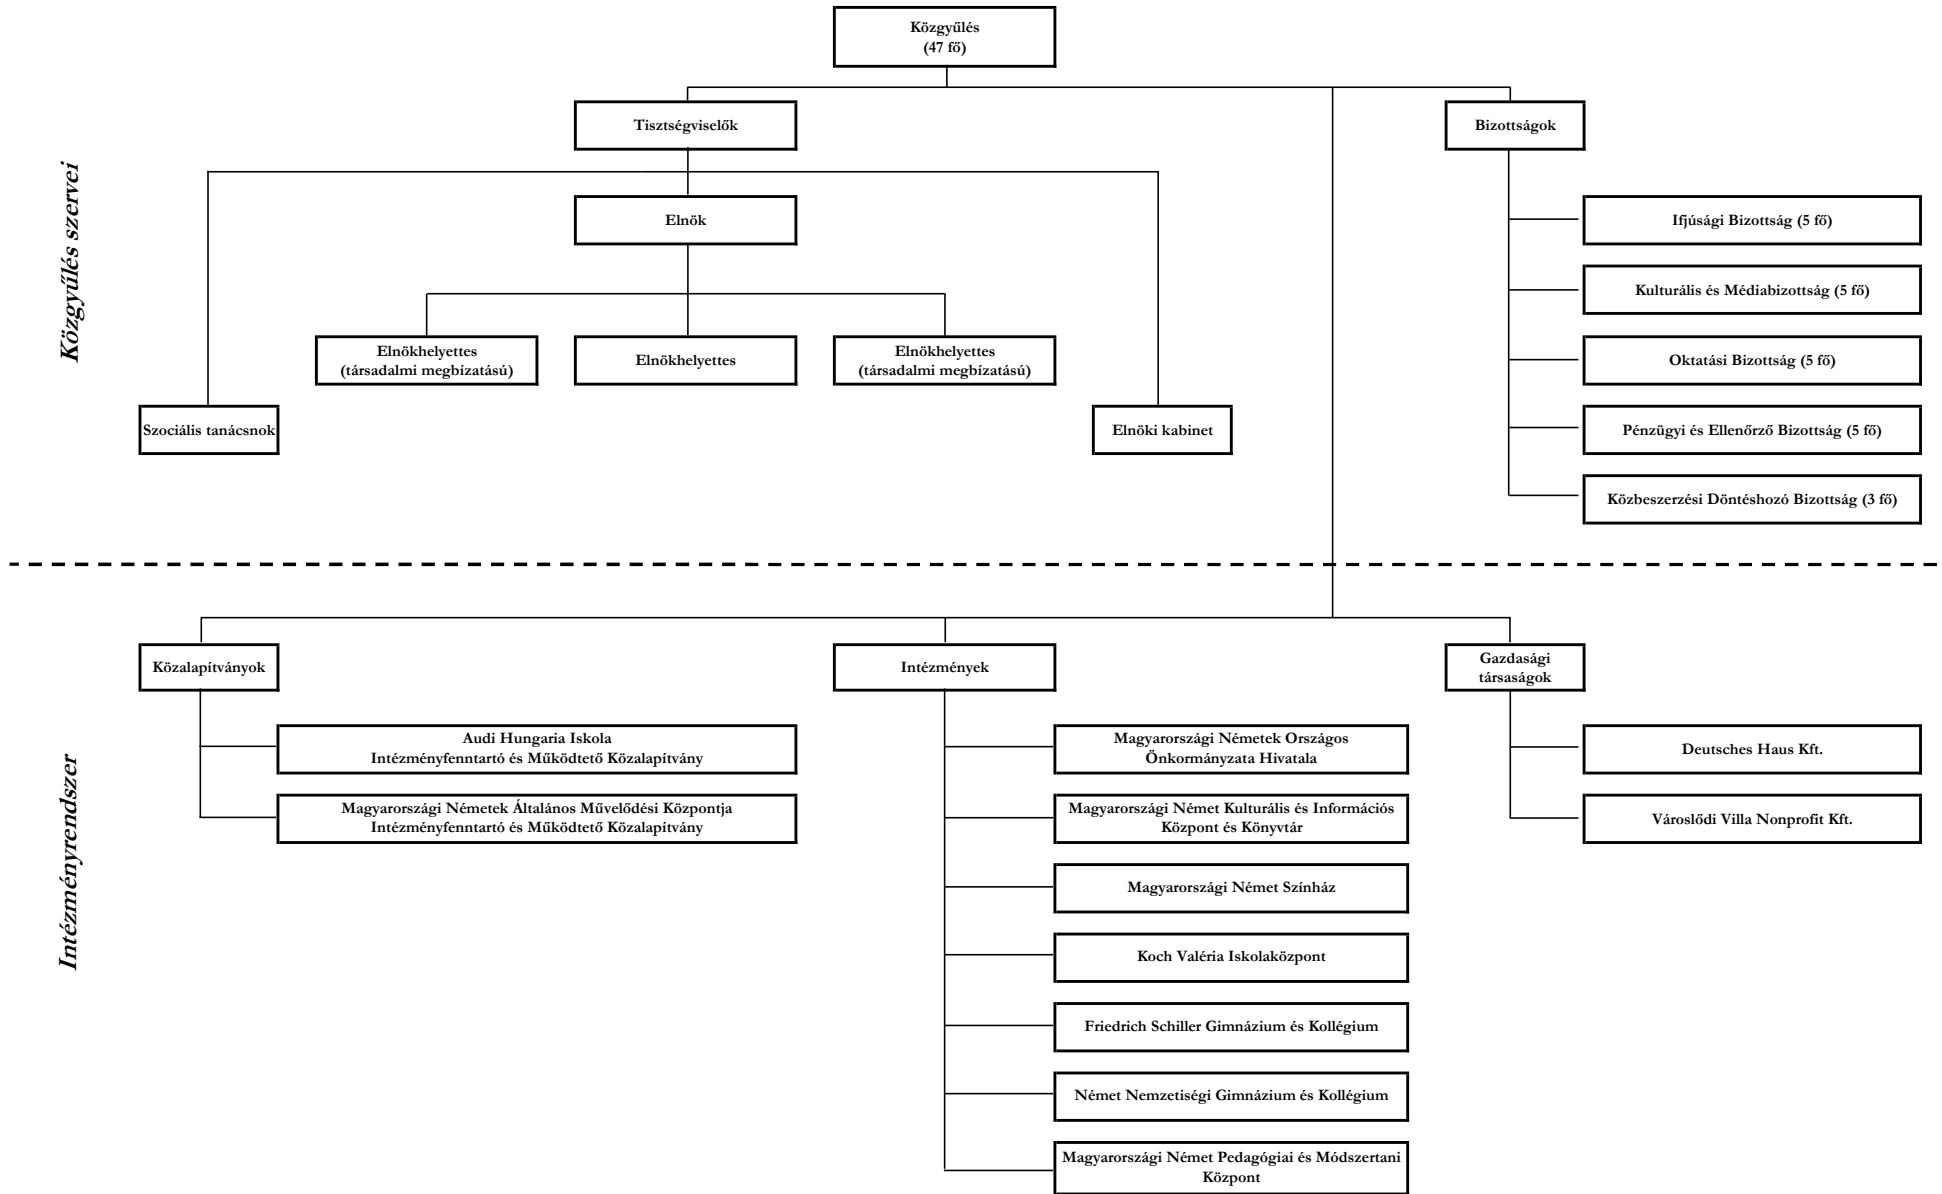 Közgyűlés
(47 fő)
Közgyűlés szervei
Tisztségviselők
Bizottságok
Elnök
Elnökhelyettes
(társadalmi megbízatású)
Elnökhelyettes
Elnökhelyettes
(társadalmi megbízatású)
Szociális tanácsnok
Elnöki kabinet
Ifjúsági Bizottság (5 fő)
Kulturális és Médiabizottság (5 fő)
Oktatási Bizottság (5 fő)
Pénzügyi és Ellenőrző Bizottság (5 fő)
Közbeszerzési Döntéshozó Bizottság (3 fő)
Intézményrendszer
Közalapítványok
Audi Hungaria Iskola
Intézményfenntartó és Működtető Közalapítvány
Magyarországi Németek Általános Művelődési Központja
Intézményfenntartó és Működtető Közalapítvány
Intézmények
Magyarországi Németek Országos
Önkormányzata Hivatala
Magyarországi Német Kulturális és Információs
Központ és Könyvtár
Magyarországi Német Színház
Koch Valéria Iskolaközpont
Friedrich Schiller Gimnázium és Kollégium
Német Nemzetiségi Gimnázium és Kollégium
Magyarországi Német Pedagógiai és Módszertani
Központ
Gazdasági
társaságok
Deutsches Haus Kft.
Városlődi Villa Nonprofit Kft.